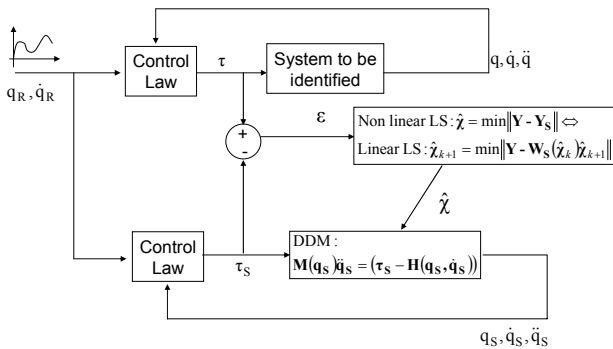 Control
Law
τ
System to be
identified
q, q̇, q̈
q_R, q̇_R
+
-
ε
Non linear LS: χ̂ = min‖Y - Y_S‖ ⇔
Linear LS: χ̂_{k+1} = min‖Y - W_S(χ̂_k)χ̂_{k+1}‖
χ̂
Control
Law
τ_S
DDM :
M(q_S)q̈_S = (τ_S − H(q_S, q̇_S))
q_S, q̇_S, q̈_S